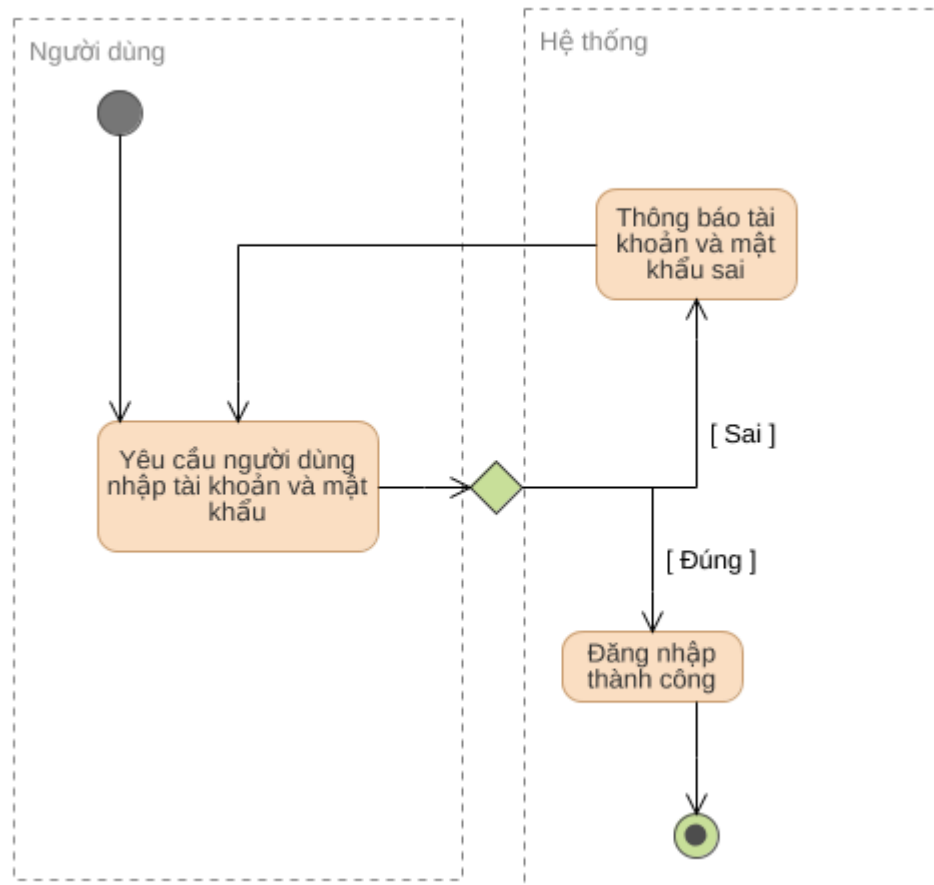 Người dùng
Hệ thống
Thông báo tài
khoản và mật
khẩu sai
[ Sai ]
Yêu cầu người dùng
nhập tài khoản và mật
khẩu
[ Đúng ]
Đăng nhập
thành công